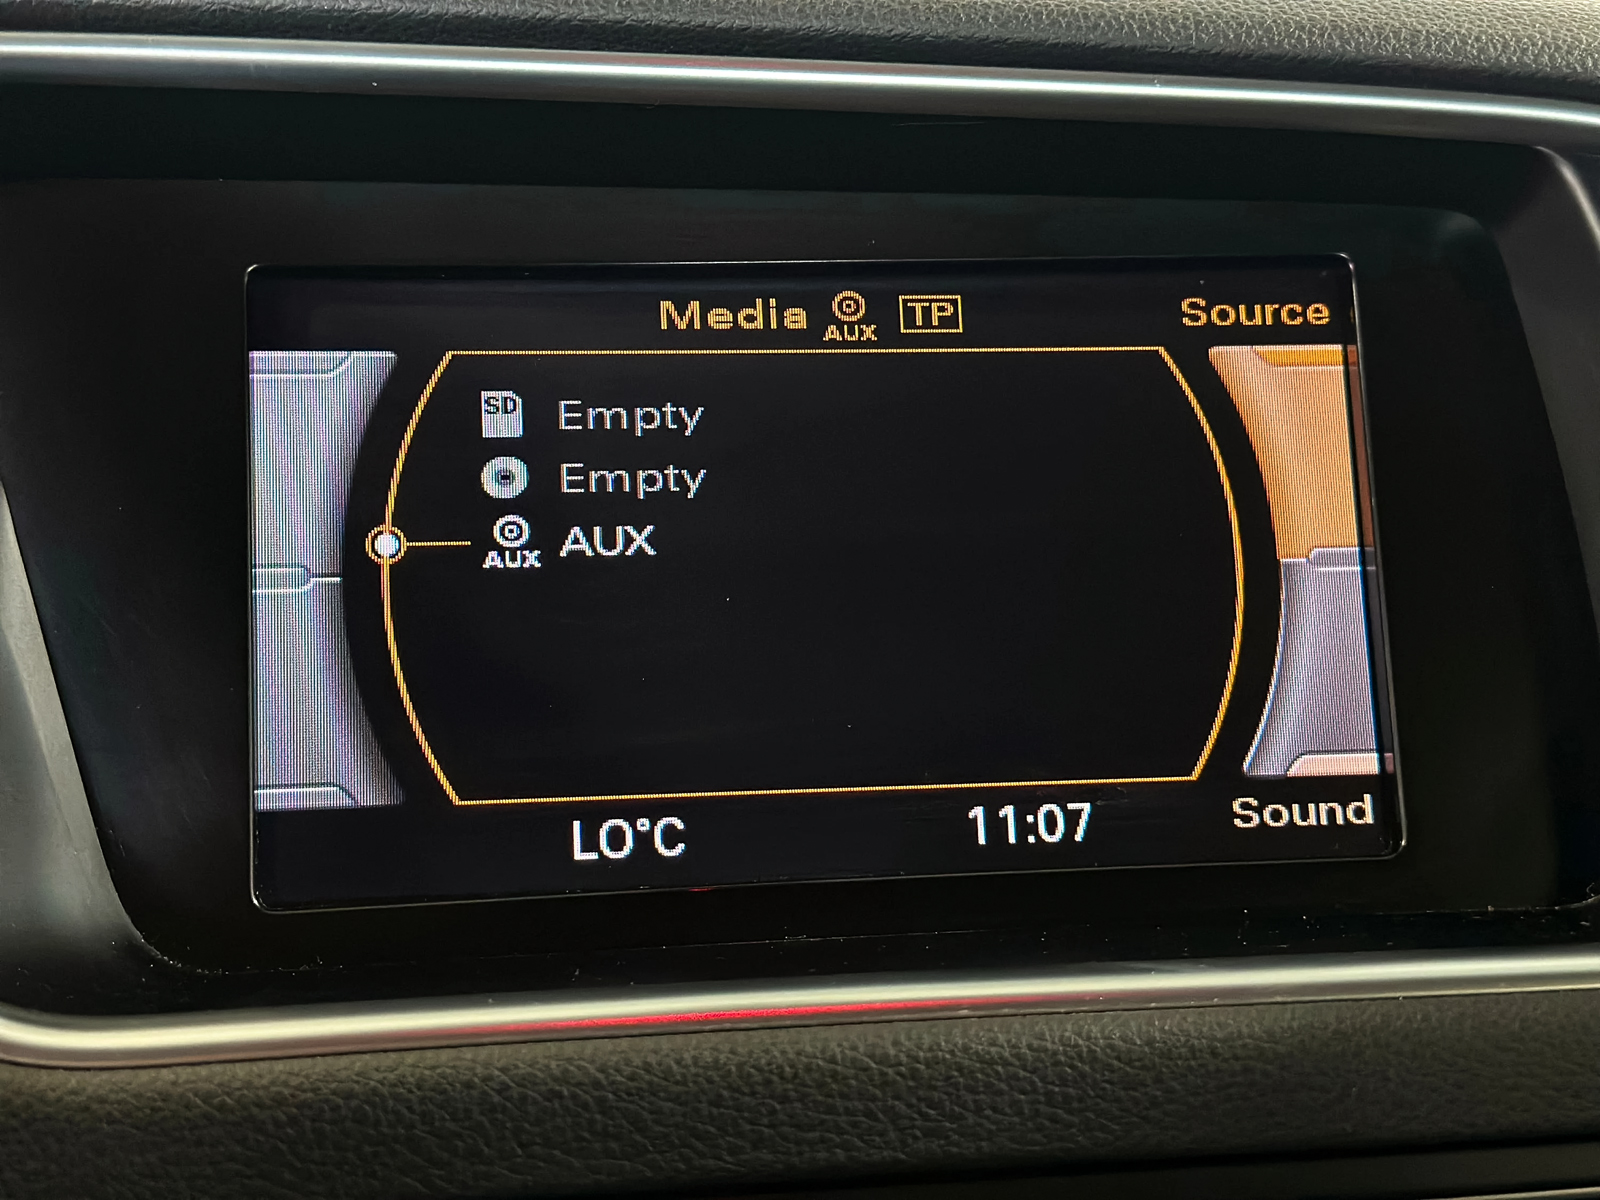 Media AUX TP Source
SD Empty
Empty
AUX AUX
LO°C 11:07 Sound